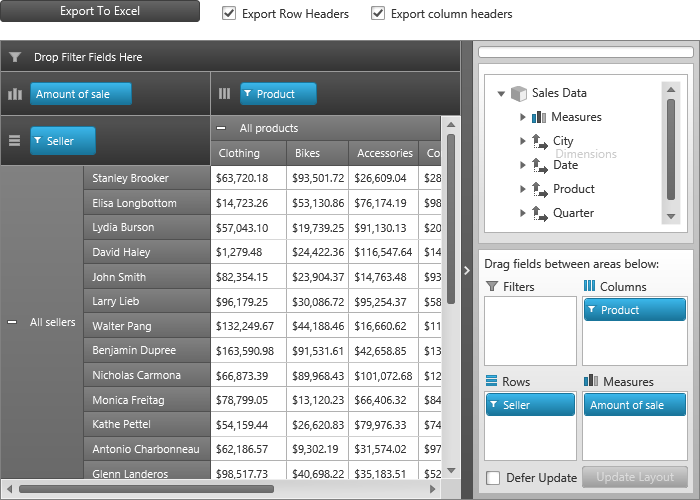 Export To Excel
Export Row Headers
Export column headers
Drop Filter Fields Here
Amount of sale
Product
Seller
All products
Clothing Bikes Accessories Co
All sellers
Stanley Brooker $63,720.18 $93,501.72 $26,609.04 $28
Elisa Longbottom $14,723.26 $53,130.86 $76,174.19 $98
Lydia Burson $57,043.10 $19,739.25 $91,130.13 $20
David Haley $1,279.48 $24,422.36 $116,547.64 $14
John Smith $82,354.15 $23,904.37 $14,763.48 $93
Larry Lieb $96,179.25 $30,086.72 $95,254.37 $58
Walter Pang $132,249.67 $44,188.46 $16,660.62 $11
Benjamin Dupree $163,590.98 $91,531.61 $42,658.85 $13
Nicholas Carmona $66,873.39 $89,968.43 $101,072.68 $12
Monica Freitag $78,799.05 $13,120.23 $66,406.32 $84
Kathe Pettel $54,159.44 $26,620.83 $79,976.33 $74
Antonio Charbonneau $62,186.57 $9,302.19 $31,574.02 $97
Glenn Landeros $98,517.73 $40,698.22 $35,183.51 $52
Sales Data
Measures
City
Dimensions
Date
Product
Quarter
Drag fields between areas below:
Filters
Columns
Product
Rows
Measures
Seller
Amount of sale
Defer Update
Update Layout